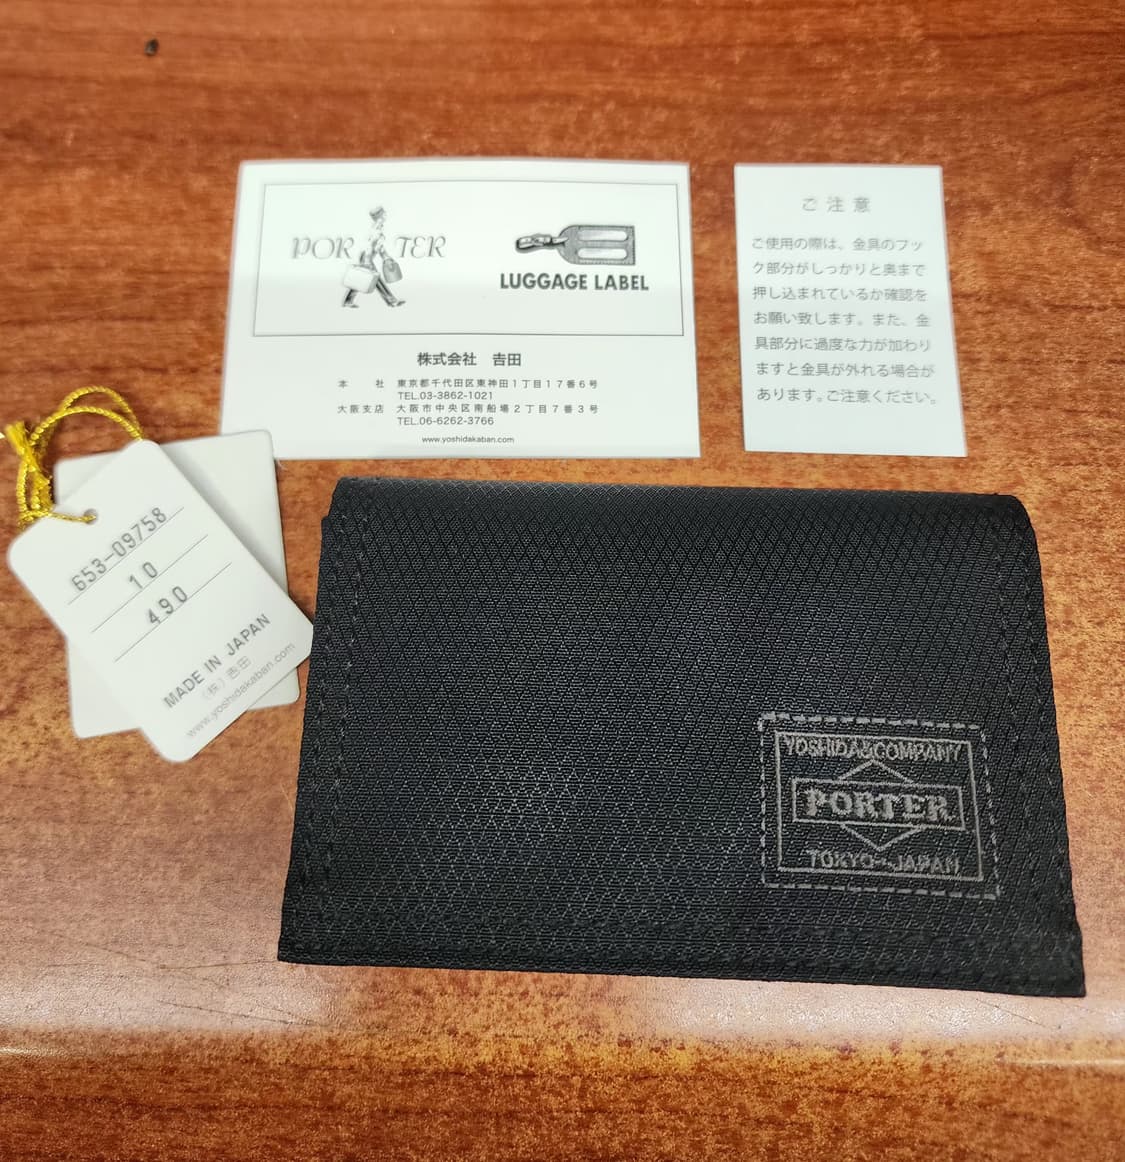 PORTER
LUGGAGE LABEL
株式会社 吉田
本 社 東京都千代田区東神田1丁目17番6号
TEL.03-3862-1021
大阪支店 大阪市中央区南船場2丁目7番3号
TEL.06-6262-3766
www.yoshidakaban.com
ご注意
ご使用の際は、金具のフッ
ク部分がしっかりと奥まで
押し込まれているか確認を
お願い致します。また、金
具部分に過度な力が加わり
ますと金具が外れる場合が
あります。ご注意ください。
653-09758
10
490
MADE IN JAPAN
(株)吉田
www.yoshidakaban.com
YOSHIDA&COMPANY
PORTER
TOKYO-JAPAN